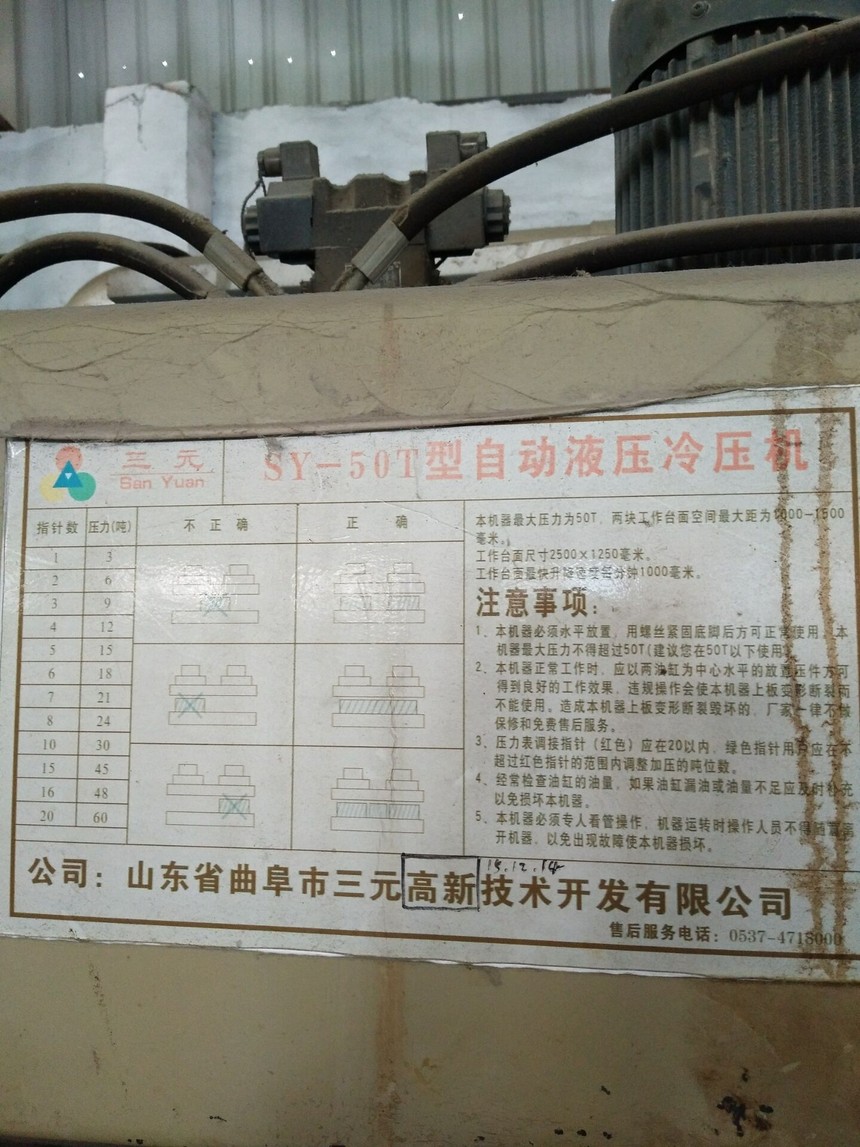 三元
San Yuan
SY-50T型自动液压冷压机
指针数 压力(吨) 不正确 正确
1 3
2 6
3 9
4 12
5 15
6 18
7 21
8 24
10 30
15 45
16 48
20 60
本机器最大压力为50T，两块工作台面空间最大距为1000-1500
毫米。
工作台面尺寸2500×1250毫米。
工作台面最快升降速度每分钟1000毫米。
注意事项：
1、本机器必须水平放置，用螺丝紧固底脚后方可正常使用。本
机器最大压力不得超过50T(建议您在50T以下使用)
2、本机器正常工作时，应以两油缸为中心水平的放置压件方可
得到良好的工作效果，违规操作会使本机器上板变形断裂而
不能使用。造成本机器上板变形断裂毁坏的，厂家一律不做
保修和免费售后服务。
3、压力表调接指针（红色）应在20以内，绿色指针用户应在不
超过红色指针的范围内调整加压的吨位数。
4、经常检查油缸的油量，如果油缸漏油或油量不足应及时补充
以免损坏本机器。
5、本机器必须专人看管操作，机器运转时操作人员不得随意离
开机器，以免出现故障使本机器损坏。
公司：山东省曲阜市三元高新技术开发有限公司
售后服务电话：0537-4718000